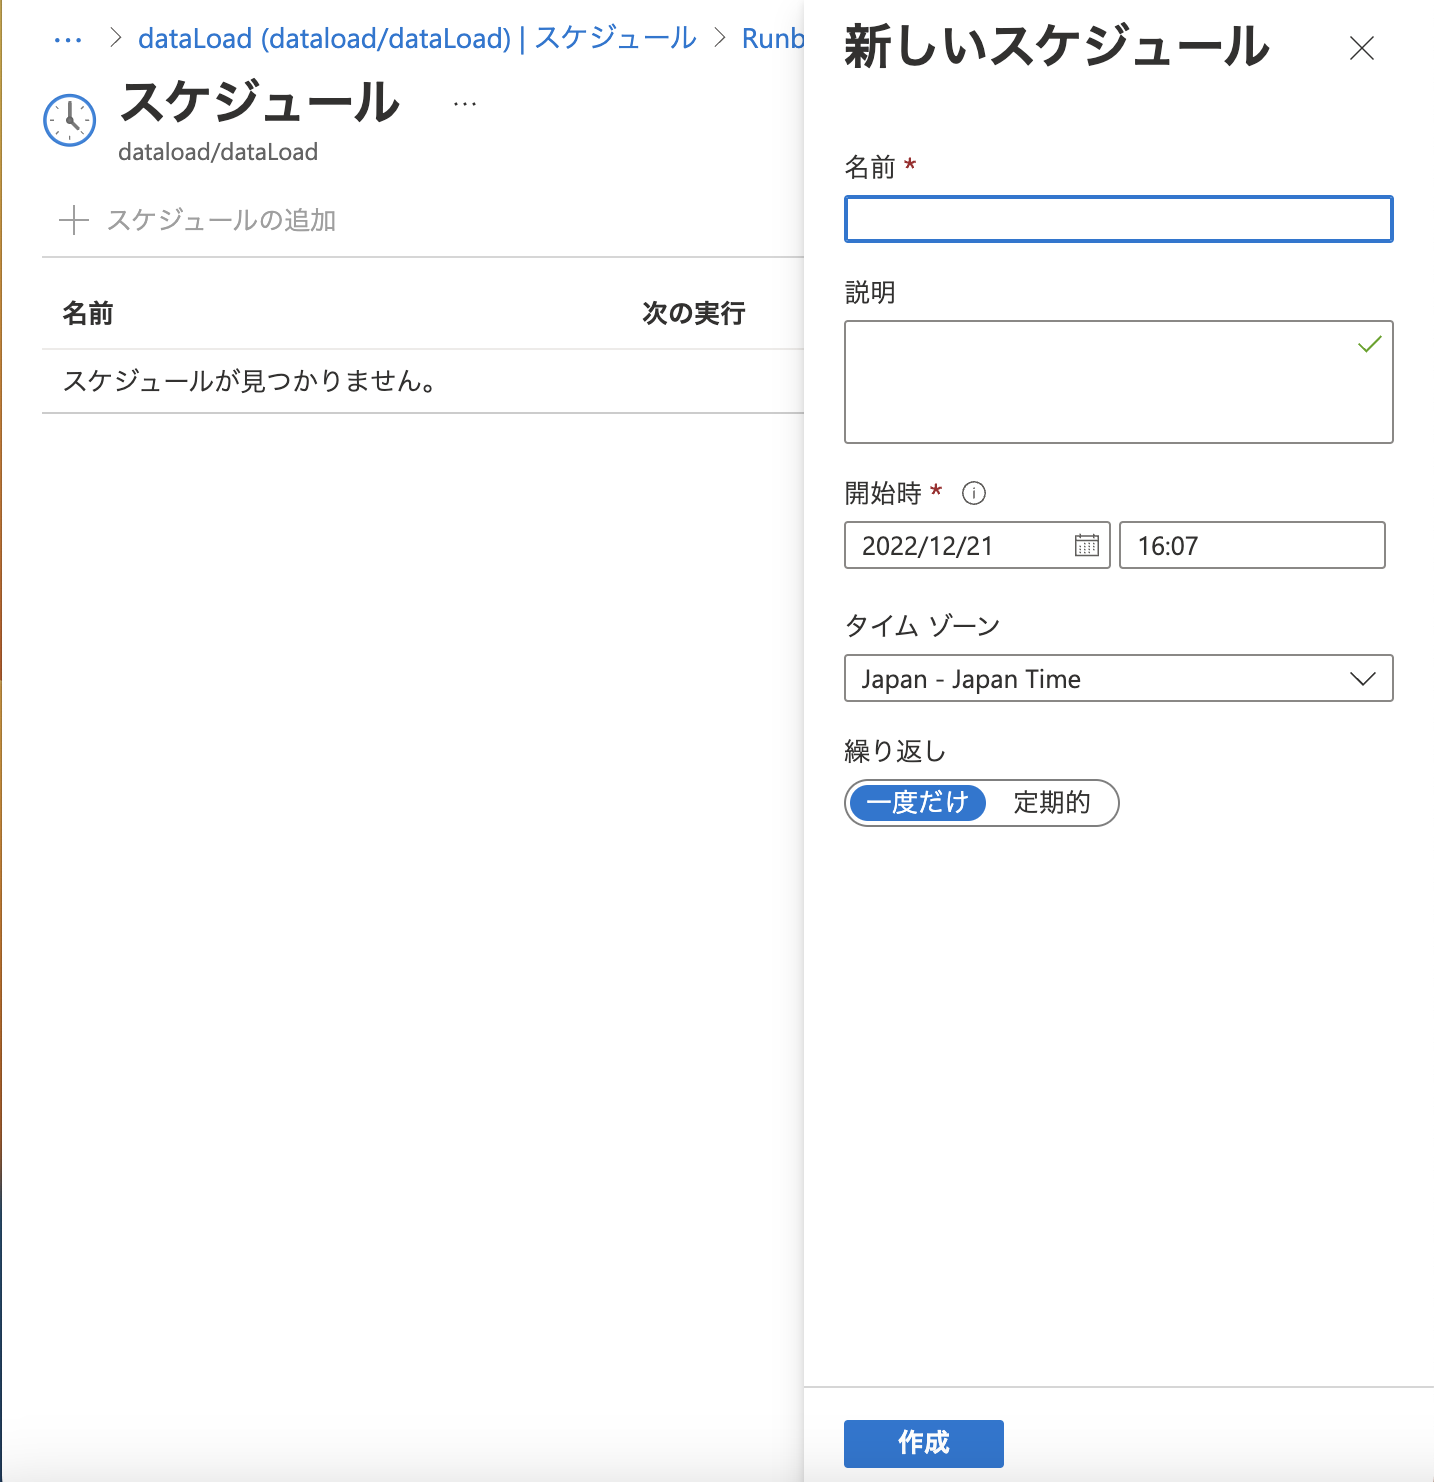 … > dataLoad (dataload/dataLoad) | スケジュール > Runb
スケジュール …
dataload/dataLoad
スケジュールの追加
名前 次の実行
スケジュールが見つかりません。
新しいスケジュール
名前 *
説明
開始時 *
2022/12/21 16:07
タイム ゾーン
Japan - Japan Time
繰り返し
一度だけ 定期的
作成